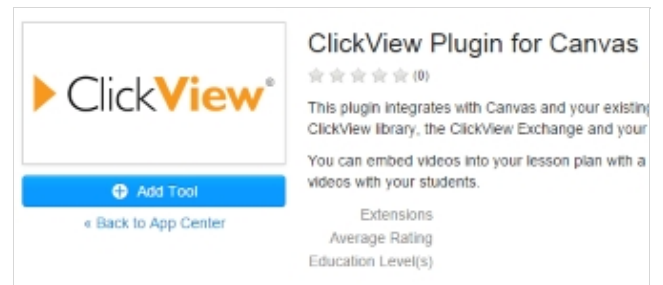 ClickView®
Add Tool
« Back to App Center
ClickView Plugin for Canvas
(0)
This plugin integrates with Canvas and your existing
ClickView library, the ClickView Exchange and your
You can embed videos into your lesson plan with a
videos with your students.
Extensions
Average Rating
Education Level(s)